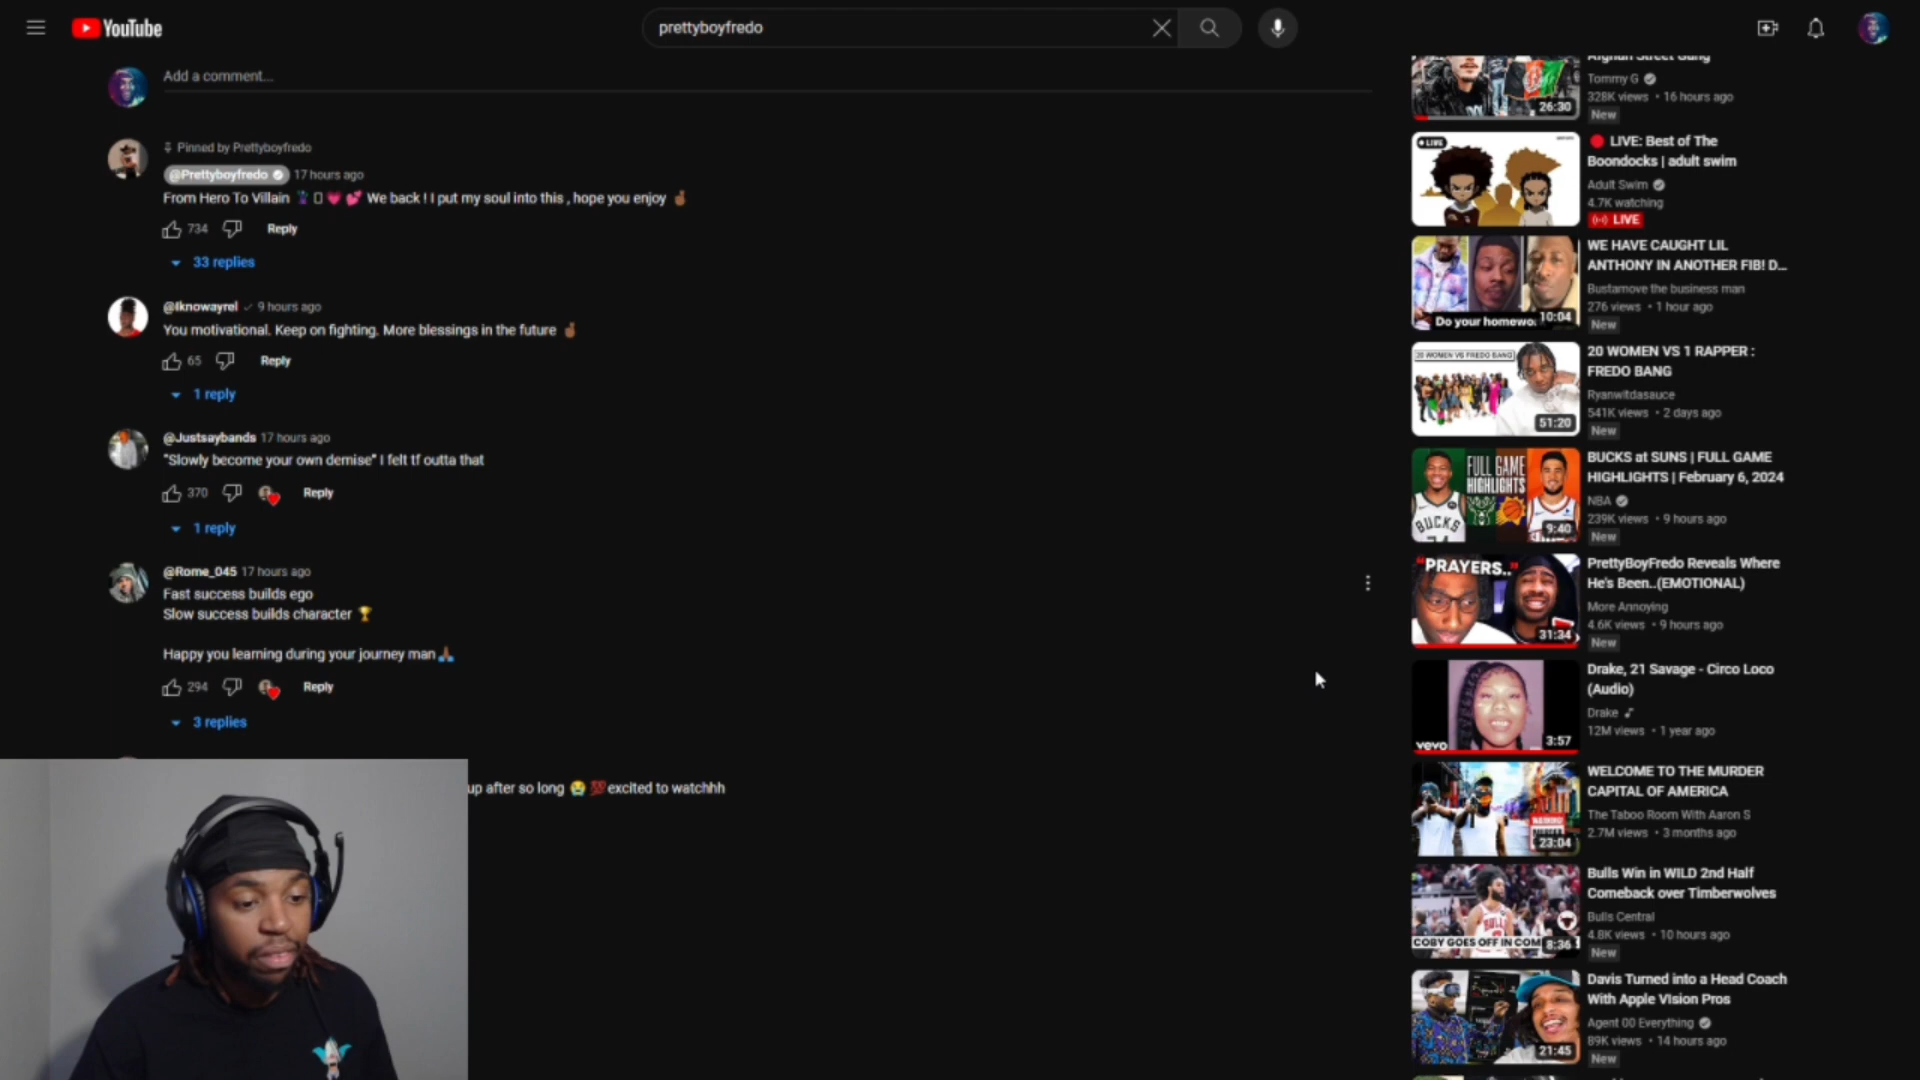 YouTube
prettyboyfredo
Add a comment...
Pinned by Prettyboyfredo
@Prettyboyfredo 17 hours ago
From Hero To Villain We back ! I put my soul into this , hope you enjoy
734 Reply
33 replies
@Iknowayrel 9 hours ago
You motivational. Keep on fighting. More blessings in the future
65 Reply
1 reply
@Justsaybands 17 hours ago
"Slowly become your own demise" I felt tf outta that
370 Reply
1 reply
@Rome_045 17 hours ago
Fast success builds ego
Slow success builds character 🏆
Happy you learning during your journey man
294 Reply
3 replies
up after so long 😭 💯 excited to watchhh
Afghan Street Gang
Tommy G
328K views • 16 hours ago
New
26:30
LIVE: Best of The
Boondocks | adult swim
Adult Swim
4.7K watching
LIVE
LIVE
WE HAVE CAUGHT LIL
ANTHONY IN ANOTHER FIB! D...
Bustamove the business man
276 views • 1 hour ago
New
Do your homewo
10:04
20 WOMEN VS 1 RAPPER :
FREDO BANG
Ryanwitdasauce
541K views • 2 days ago
New
20 WOMEN VS FREDO BANG
51:20
BUCKS at SUNS | FULL GAME
HIGHLIGHTS | February 6, 2024
NBA
239K views • 9 hours ago
New
FULL GAME
HIGHLIGHTS
BUCKS
9:40
PrettyBoyFredo Reveals Where
He's Been..(EMOTIONAL)
More Annoying
4.6K views • 9 hours ago
New
"PRAYERS.."
31:34
Drake, 21 Savage - Circo Loco
(Audio)
Drake
12M views • 1 year ago
vevo
3:57
WELCOME TO THE MURDER
CAPITAL OF AMERICA
The Taboo Room With Aaron S
2.7M views • 3 months ago
23:04
Bulls Win in WILD 2nd Half
Comeback over Timberwolves
Bulls Central
4.8K views • 10 hours ago
New
BULLS
COBY GOES OFF IN COM
8:36
Davis Turned into a Head Coach
With Apple Vision Pros
Agent 00 Everything
89K views • 14 hours ago
New
21:45